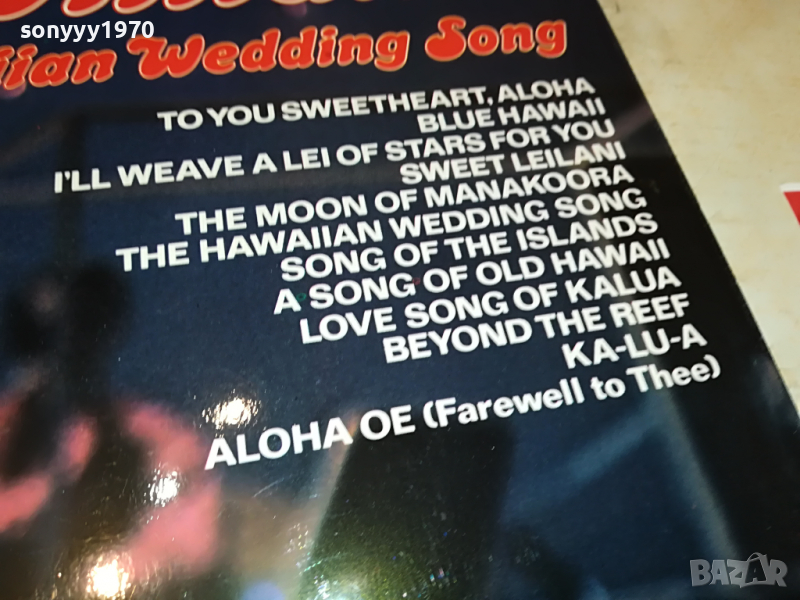 sonyyy1970
Wedding Song
TO YOU SWEETHEART, ALOHA
BLUE HAWAII
I'LL WEAVE A LEI OF STARS FOR YOU
SWEET LEILANI
THE MOON OF MANAKOORA
THE HAWAIIAN WEDDING SONG
SONG OF THE ISLANDS
A SONG OF OLD HAWAII
LOVE SONG OF KALUA
BEYOND THE REEF
KA-LU-A
ALOHA OE (Farewell to Thee)
BAZAR